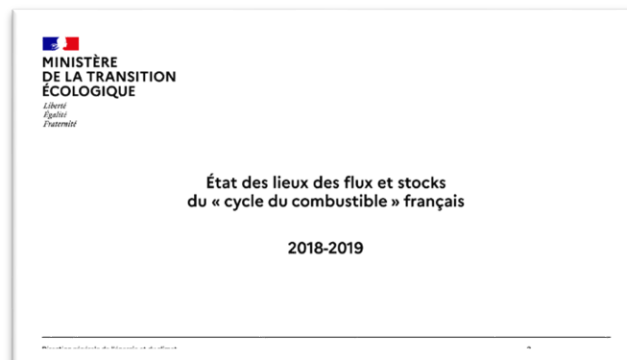 MINISTÈRE
DE LA TRANSITION
ÉCOLOGIQUE
Liberté
Égalité
Fraternité
État des lieux des flux et stocks
du « cycle du combustible » français
2018-2019